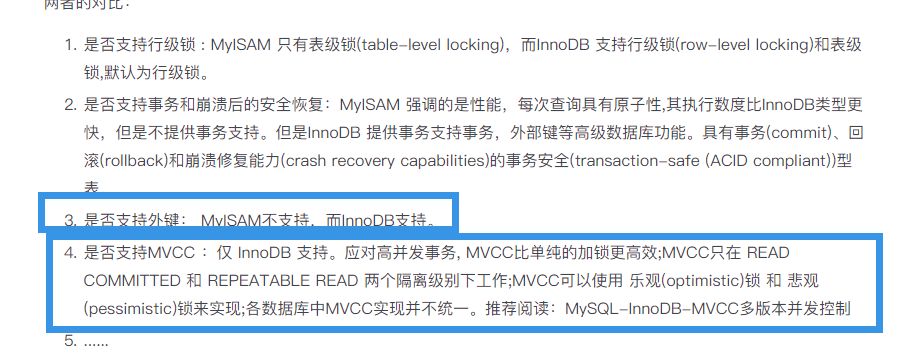 两者的对比：
1. 是否支持行级锁 : MyISAM 只有表级锁(table-level locking)，而InnoDB 支持行级锁(row-level locking)和表级
锁,默认为行级锁。
2. 是否支持事务和崩溃后的安全恢复：MyISAM 强调的是性能，每次查询具有原子性,其执行数度比InnoDB类型更
快，但是不提供事务支持。但是InnoDB 提供事务支持事务，外部键等高级数据库功能。具有事务(commit)、回
滚(rollback)和崩溃修复能力(crash recovery capabilities)的事务安全(transaction-safe (ACID compliant))型
表
3. 是否支持外键： MyISAM不支持，而InnoDB支持。
4. 是否支持MVCC ：仅 InnoDB 支持。应对高并发事务, MVCC比单纯的加锁更高效;MVCC只在 READ
COMMITTED 和 REPEATABLE READ 两个隔离级别下工作;MVCC可以使用 乐观(optimistic)锁 和 悲观
(pessimistic)锁来实现;各数据库中MVCC实现并不统一。推荐阅读：MySQL-InnoDB-MVCC多版本并发控制
5. ......